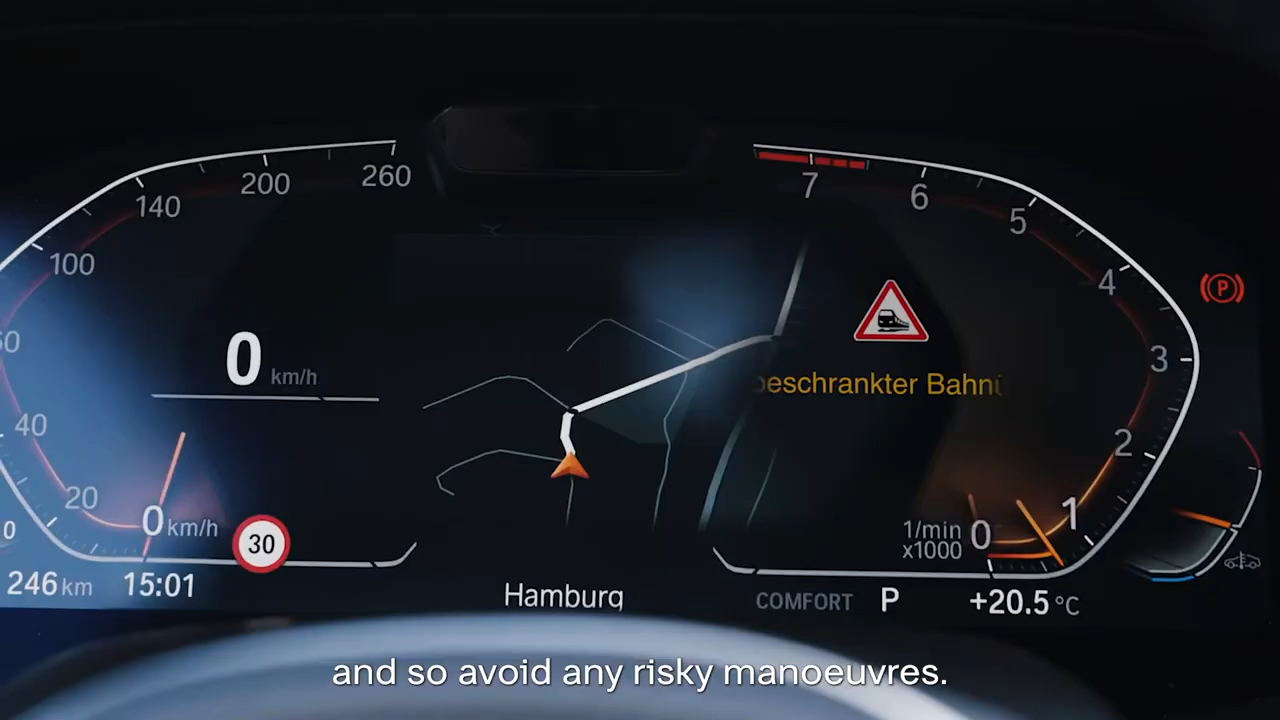 260
200
140
100
40
20
0 km/h
0 km/h
30
0
246 km
15:01
Hamburg
7
6
5
4
3
2
1
0
1/min
x1000
beschrankter Bahnü
P
COMFORT
P
+20.5 °C
and so avoid any risky manoeuvres.